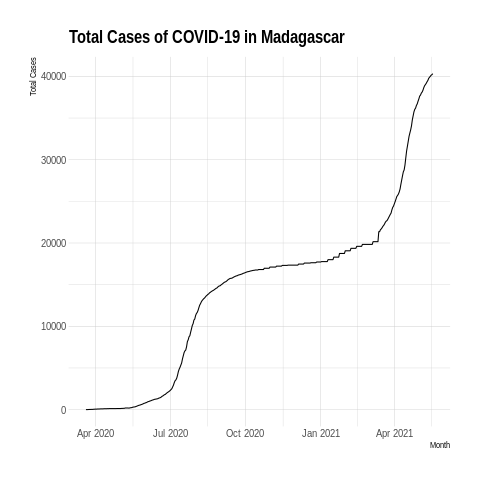 Total Cases of COVID-19 in Madagascar
Total Cases
40000
30000
20000
10000
0
Apr 2020 Jul 2020 Oct 2020 Jan 2021 Apr 2021
Month